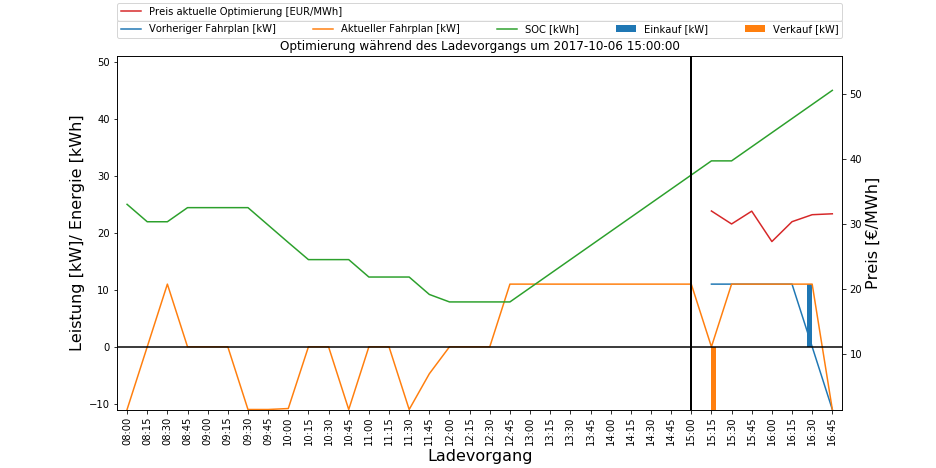 Preis aktuelle Optimierung [EUR/MWh]
Vorheriger Fahrplan [kW] Aktueller Fahrplan [kW] SOC [kWh] Einkauf [kW] Verkauf [kW]
Optimierung während des Ladevorgangs um 2017-10-06 15:00:00
Leistung [kW]/ Energie [kWh]
50
40
30
20
10
0
−10
50
40
30
20
10
Preis [€/MWh]
08:00 08:15 08:30 08:45 09:00 09:15 09:30 09:45 10:00 10:15 10:30 10:45 11:00 11:15 11:30 11:45 12:00 12:15 12:30 12:45 13:00 13:15 13:30 13:45 14:00 14:15 14:30 14:45 15:00 15:15 15:30 15:45 16:00 16:15 16:30 16:45
Ladevorgang